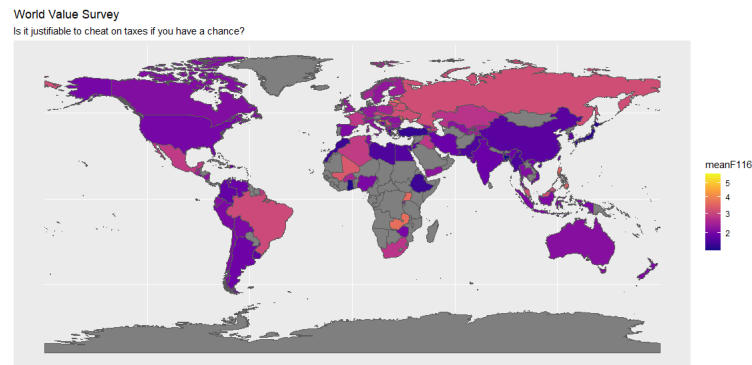 World Value Survey
Is it justifiable to cheat on taxes if you have a chance?
meanF116
5
4
3
2